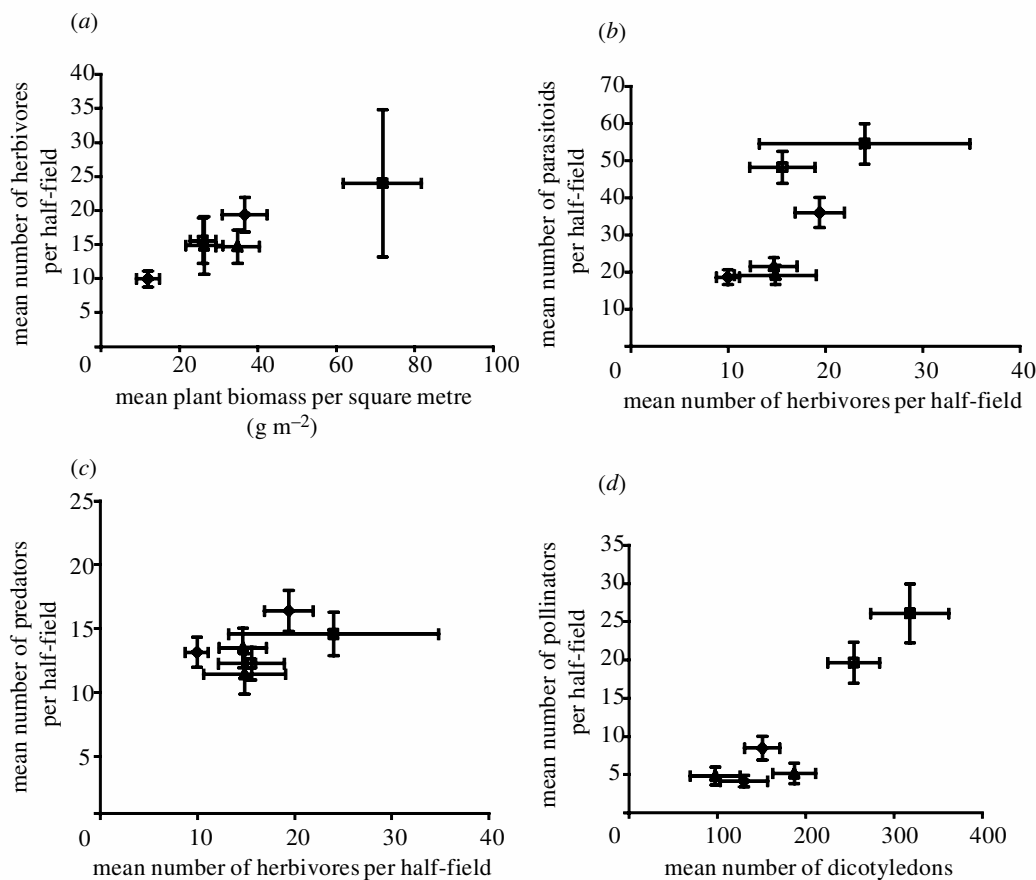 (a)
mean number of herbivores
per half-field
40
35
30
25
20
15
10
5
0
20
40
60
80
100
mean plant biomass per square metre
(g m–2)
(b)
mean number of parasitoids
per half-field
70
60
50
40
30
20
10
0
10
20
30
40
mean number of herbivores per half-field
(c)
mean number of predators
per half-field
25
20
15
10
5
0
10
20
30
40
mean number of herbivores per half-field
(d)
mean number of pollinators
per half-field
35
30
25
20
15
10
5
0
100
200
300
400
mean number of dicotyledons